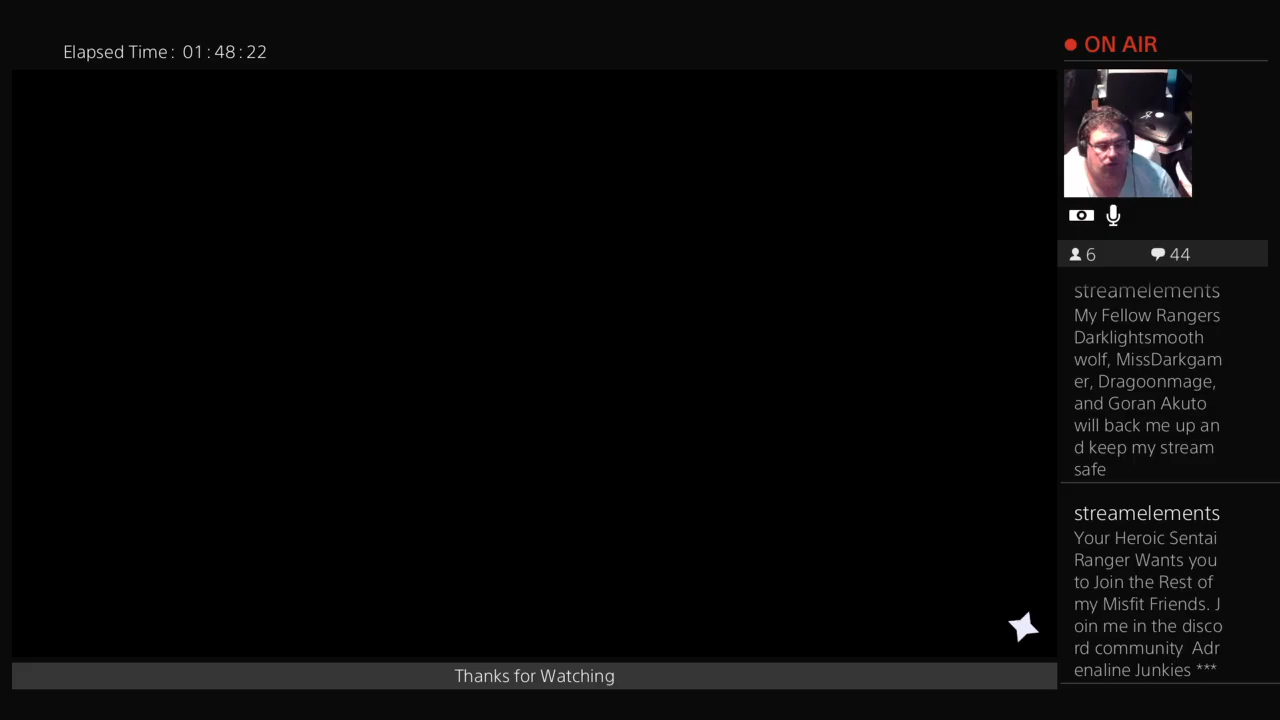 Elapsed Time: 01:48:22
ON AIR
6 44
streamelements
My Fellow Rangers
Darklightsmooth
wolf, MissDarkgam
er, Dragoonmage,
and Goran Akuto
will back me up an
d keep my stream
safe
streamelements
Your Heroic Sentai
Ranger Wants you
to Join the Rest of
my Misfit Friends. J
oin me in the disco
rd community Adr
enaline Junkies ***
Thanks for Watching